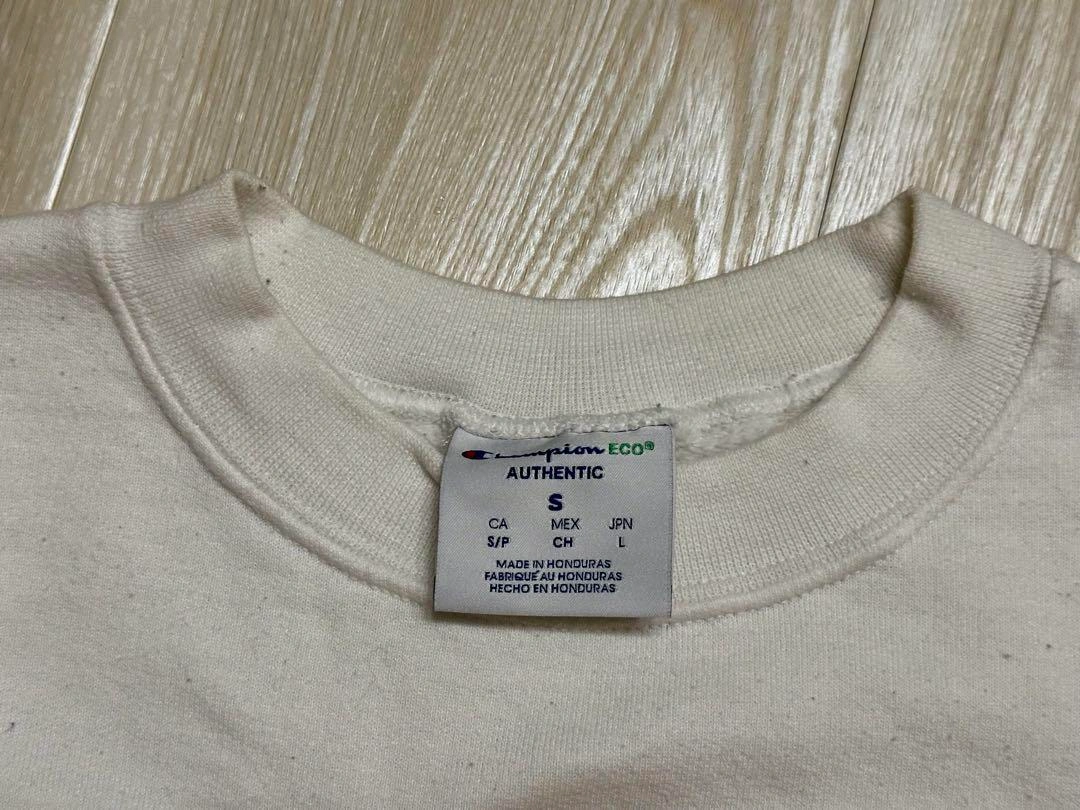 Champion ECO®
AUTHENTIC
S
CA MEX JPN
S/P CH L
MADE IN HONDURAS
FABRIQUÉ AU HONDURAS
HECHO EN HONDURAS